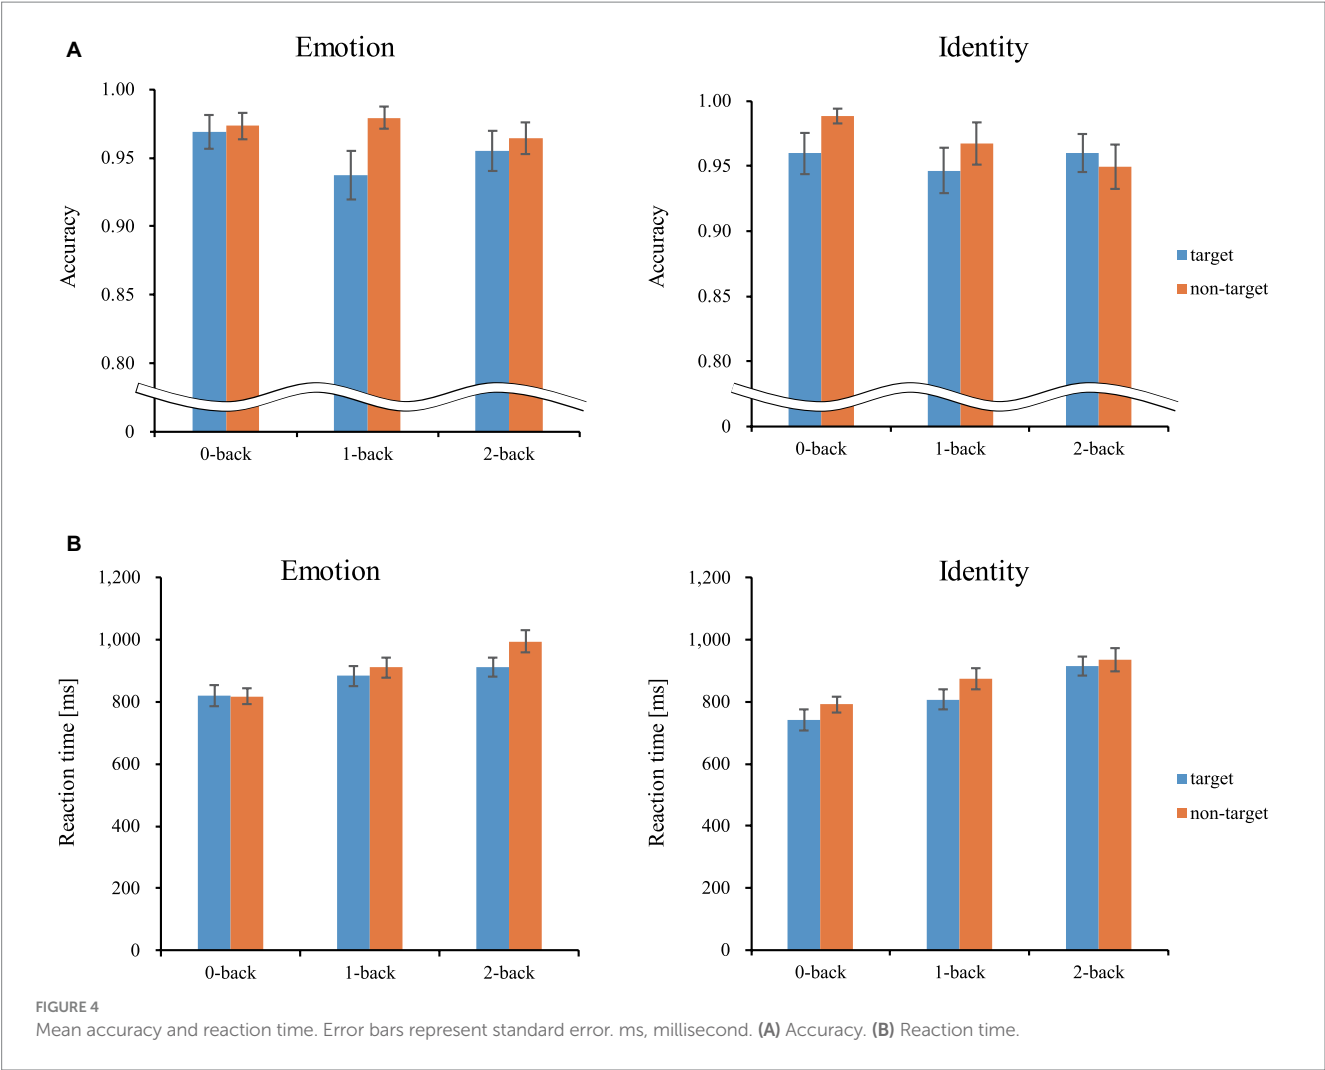 A
Emotion
Identity
1.00
0.95
0.90
0.85
0.80
0
Accuracy
0-back
1-back
2-back
1.00
0.95
0.90
0.85
0.80
0
Accuracy
0-back
1-back
2-back
target
non-target
B
Emotion
Identity
1,200
1,000
800
600
400
200
0
Reaction time [ms]
0-back
1-back
2-back
1,200
1,000
800
600
400
200
0
Reaction time [ms]
0-back
1-back
2-back
target
non-target
FIGURE 4
Mean accuracy and reaction time. Error bars represent standard error. ms, millisecond. (A) Accuracy. (B) Reaction time.